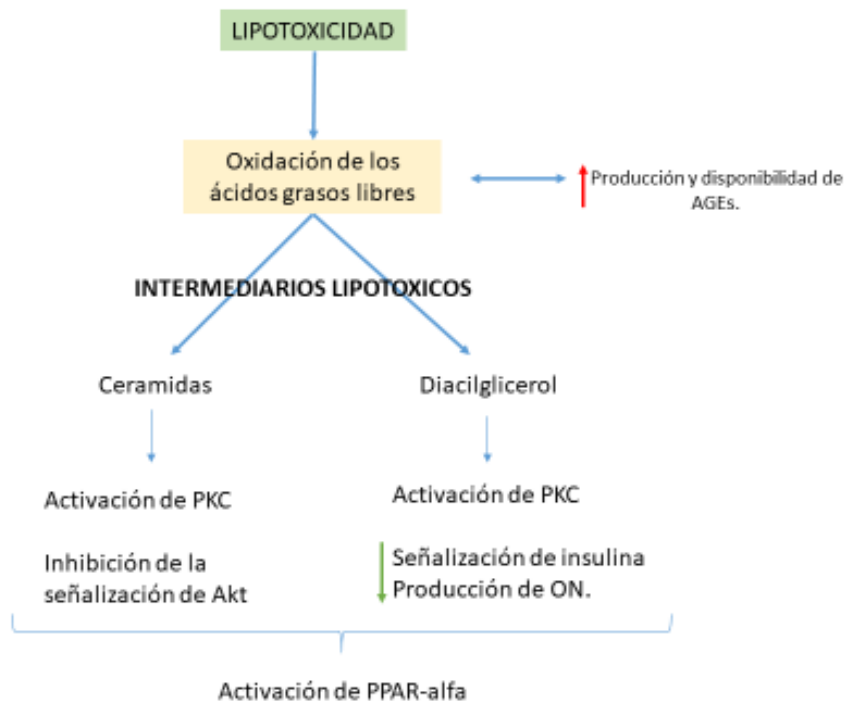 LIPOTOXICIDAD
Oxidación de los
ácidos grasos libres
Producción y disponibilidad de
AGEs.
INTERMEDIARIOS LIPOTOXICOS
Ceramidas
Diacilglicerol
Activación de PKC
Inhibición de la
señalización de Akt
Activación de PKC
Señalización de insulina
Producción de ON.
Activación de PPAR-alfa